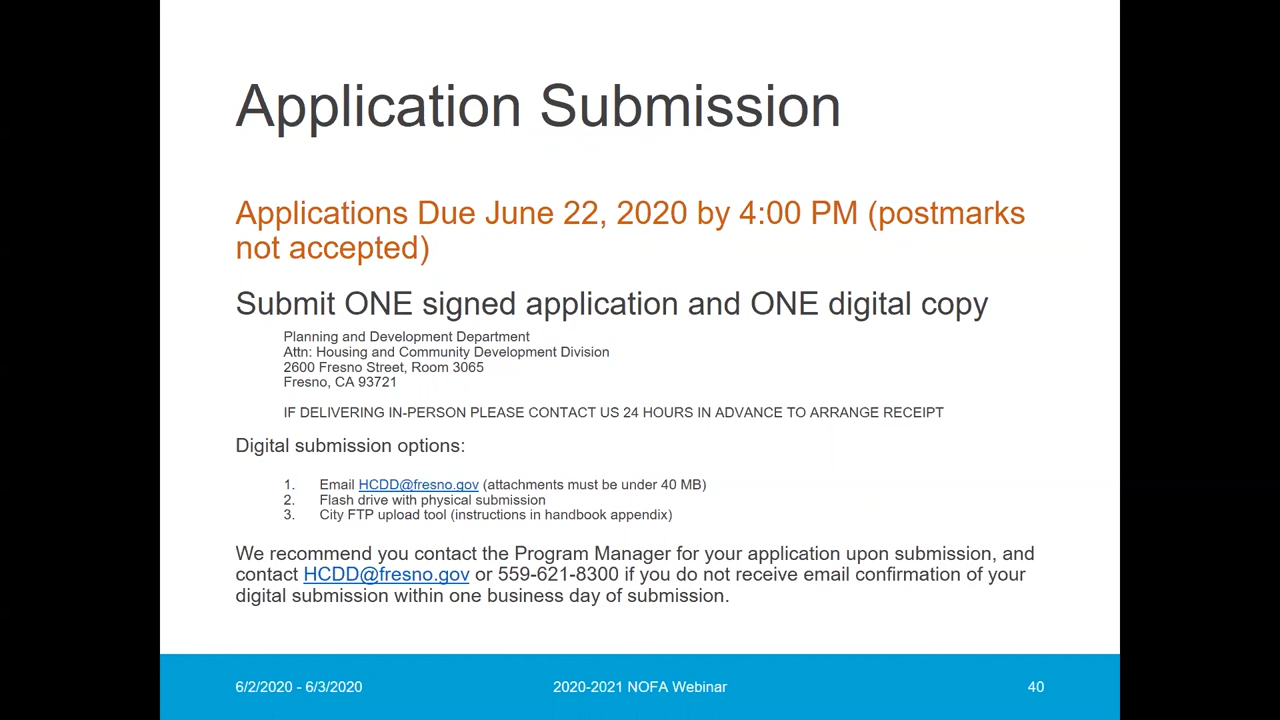 Application Submission
Applications Due June 22, 2020 by 4:00 PM (postmarks
not accepted)
Submit ONE signed application and ONE digital copy
Planning and Development Department
Attn: Housing and Community Development Division
2600 Fresno Street, Room 3065
Fresno, CA 93721
IF DELIVERING IN-PERSON PLEASE CONTACT US 24 HOURS IN ADVANCE TO ARRANGE RECEIPT
Digital submission options:
1. Email HCDD@fresno.gov (attachments must be under 40 MB)
2. Flash drive with physical submission
3. City FTP upload tool (instructions in handbook appendix)
We recommend you contact the Program Manager for your application upon submission, and
contact HCDD@fresno.gov or 559-621-8300 if you do not receive email confirmation of your
digital submission within one business day of submission.
6/2/2020 - 6/3/2020 2020-2021 NOFA Webinar 40